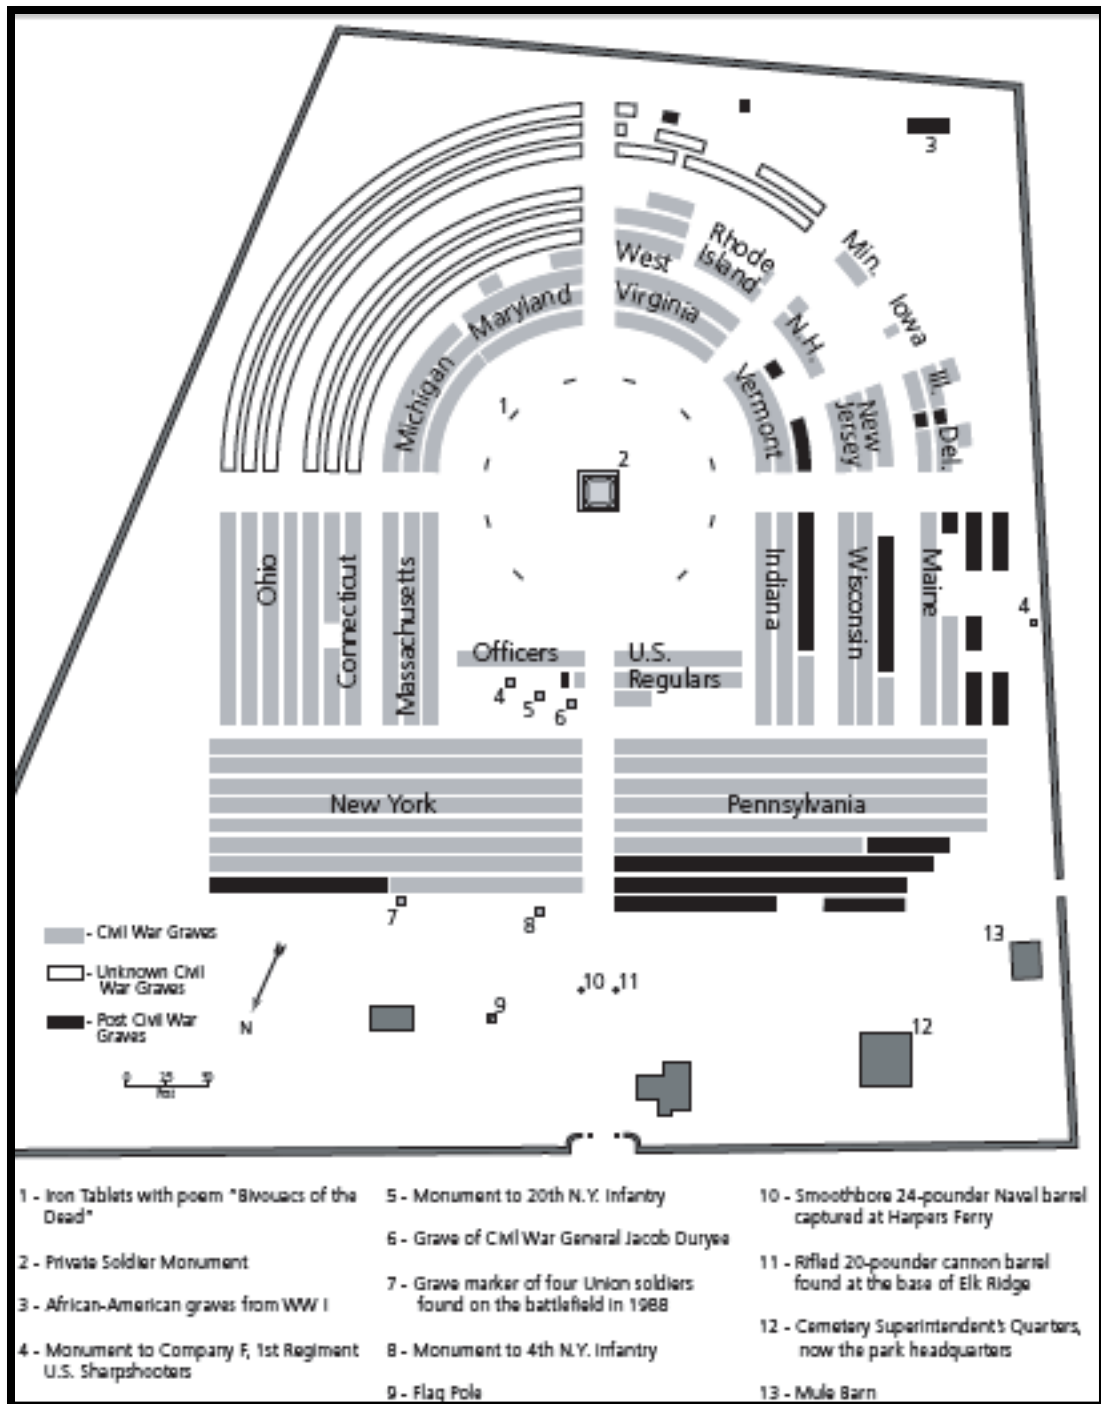 3
Min.
Rhode
Island
West
Virginia
Iowa
Maryland
N.H.
Michigan
Vermont
Ill.
1
New
Jersey
Del.
2
Ohio
Connecticut
Massachusetts
Indiana
Wisconsin
Maine
4
Officers
U.S.
Regulars
4
5
6
New York
Pennsylvania
7
8
- Civil War Graves
- Unknown Civil
War Graves
- Post Civil War
Graves
N
0 25 50
13
10
11
9
12
1 - Iron Tablets with poem "Bivouacs of the
Dead"
2 - Private Soldier Monument
3 - African-American graves from WW I
4 - Monument to Company F, 1st Regiment
U.S. Sharpshooters
5 - Monument to 20th N.Y. Infantry
6 - Grave of Civil War General Jacob Duryee
7 - Grave marker of four Union soldiers
found on the battlefield in 1988
8 - Monument to 4th N.Y. Infantry
9 - Flag Pole
10 - Smoothbore 24-pounder Naval barrel
captured at Harpers Ferry
11 - Rifled 20-pounder cannon barrel
found at the base of Elk Ridge
12 - Cemetery Superintendent's Quarters,
now the park headquarters
13 - Mule Barn